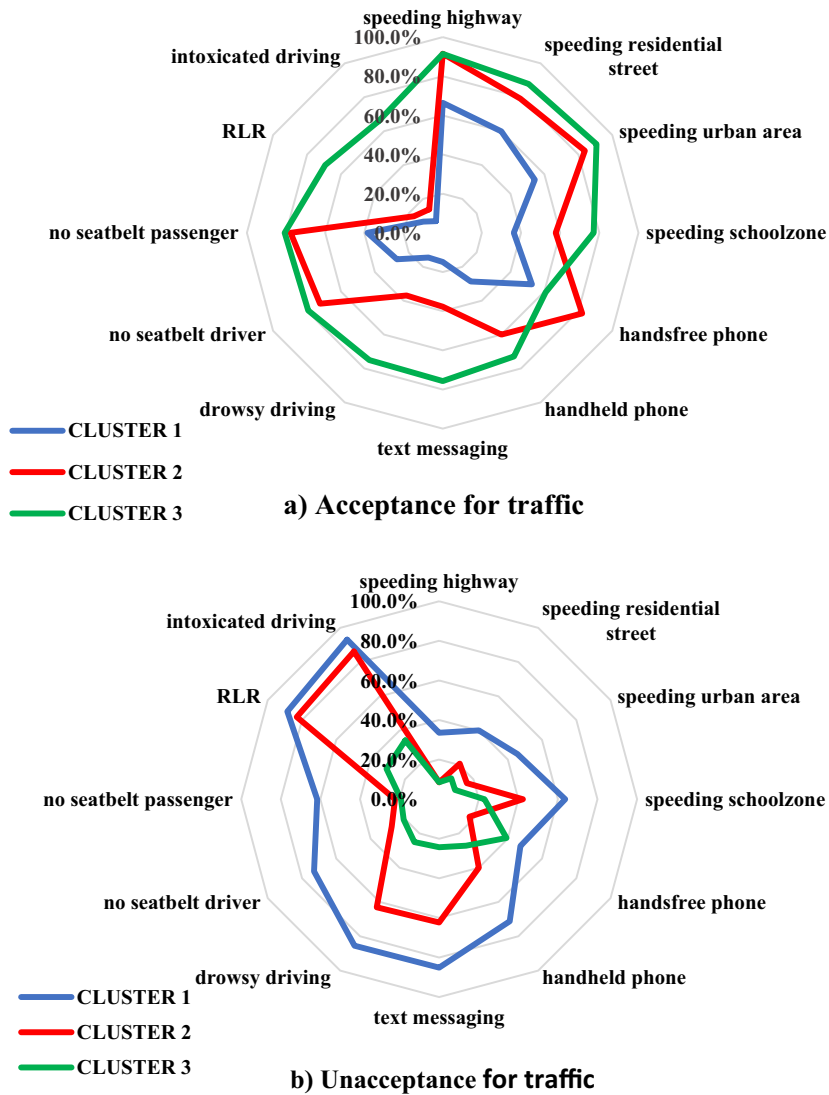 speeding highway
100.0%
80.0%
60.0%
40.0%
20.0%
0.0%
speeding residential
street
speeding urban area
speeding schoolzone
handsfree phone
handheld phone
text messaging
drowsy driving
no seatbelt driver
no seatbelt passenger
RLR
intoxicated driving
CLUSTER 1
CLUSTER 2
CLUSTER 3
a) Acceptance for traffic
speeding highway
100.0%
80.0%
60.0%
40.0%
20.0%
0.0%
speeding residential
street
speeding urban area
speeding schoolzone
handsfree phone
handheld phone
text messaging
drowsy driving
no seatbelt driver
no seatbelt passenger
RLR
intoxicated driving
CLUSTER 1
CLUSTER 2
CLUSTER 3
b) Unacceptance for traffic